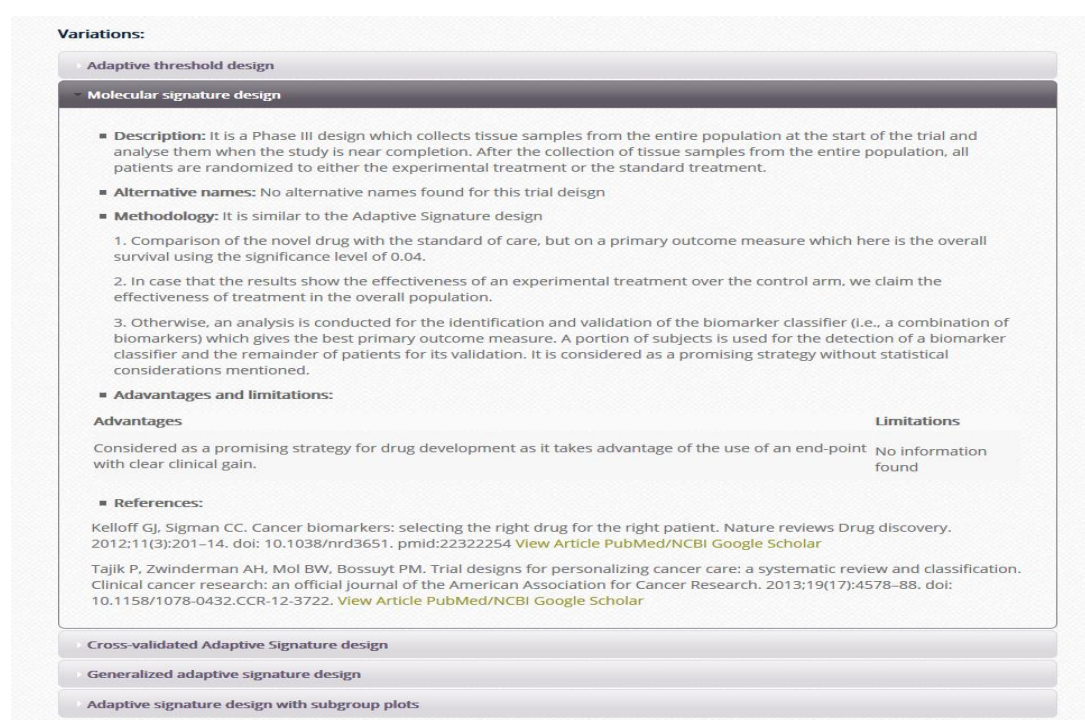 Variations:
Adaptive threshold design
Molecular signature design
Description: It is a Phase III design which collects tissue samples from the entire population at the start of the trial and
analyse them when the study is near completion. After the collection of tissue samples from the entire population, all
patients are randomized to either the experimental treatment or the standard treatment.
Alternative names: No alternative names found for this trial deisgn
Methodology: It is similar to the Adaptive Signature design
1. Comparison of the novel drug with the standard of care, but on a primary outcome measure which here is the overall
survival using the significance level of 0.04.
2. In case that the results show the effectiveness of an experimental treatment over the control arm, we claim the
effectiveness of treatment in the overall population.
3. Otherwise, an analysis is conducted for the identification and validation of the biomarker classifier (i.e., a combination of
biomarkers) which gives the best primary outcome measure. A portion of subjects is used for the detection of a biomarker
classifier and the remainder of patients for its validation. It is considered as a promising strategy without statistical
considerations mentioned.
Adavantages and limitations:
Advantages Limitations
Considered as a promising strategy for drug development as it takes advantage of the use of an end-point
with clear clinical gain.
No information
found
References:
Kelloff GJ, Sigman CC. Cancer biomarkers: selecting the right drug for the right patient. Nature reviews Drug discovery.
2012;11(3):201–14. doi: 10.1038/nrd3651. pmid:22322254 View Article PubMed/NCBI Google Scholar
Tajik P, Zwinderman AH, Mol BW, Bossuyt PM. Trial designs for personalizing cancer care: a systematic review and classification.
Clinical cancer research: an official journal of the American Association for Cancer Research. 2013;19(17):4578–88. doi:
10.1158/1078-0432.CCR-12-3722. View Article PubMed/NCBI Google Scholar
Cross-validated Adaptive Signature design
Generalized adaptive signature design
Adaptive signature design with subgroup plots